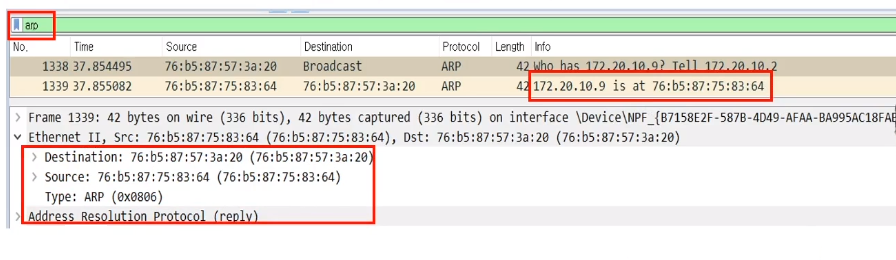 arp
No. Time Source Destination Protocol Length Info
1338 37.854495 76:b5:87:57:3a:20 Broadcast ARP 42 Who has 172.20.10.9? Tell 172.20.10.2
1339 37.855082 76:b5:87:75:83:64 76:b5:87:57:3a:20 ARP 42 172.20.10.9 is at 76:b5:87:75:83:64
Frame 1339: 42 bytes on wire (336 bits), 42 bytes captured (336 bits) on interface \Device\NPF_{B7158E2F-587B-4D49-AFAA-BA995AC18FAE
Ethernet II, Src: 76:b5:87:75:83:64 (76:b5:87:75:83:64), Dst: 76:b5:87:57:3a:20 (76:b5:87:57:3a:20)
Destination: 76:b5:87:57:3a:20 (76:b5:87:57:3a:20)
Source: 76:b5:87:75:83:64 (76:b5:87:75:83:64)
Type: ARP (0x0806)
Address Resolution Protocol (reply)